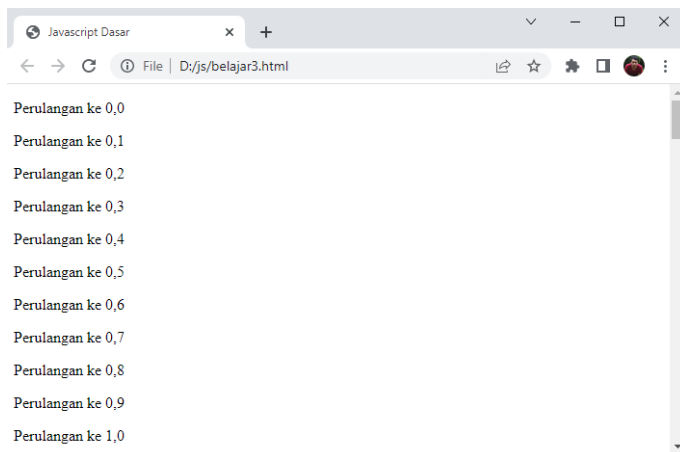 Javascript Dasar
File D:/js/belajar3.html
Perulangan ke 0,0
Perulangan ke 0,1
Perulangan ke 0,2
Perulangan ke 0,3
Perulangan ke 0,4
Perulangan ke 0,5
Perulangan ke 0,6
Perulangan ke 0,7
Perulangan ke 0,8
Perulangan ke 0,9
Perulangan ke 1,0